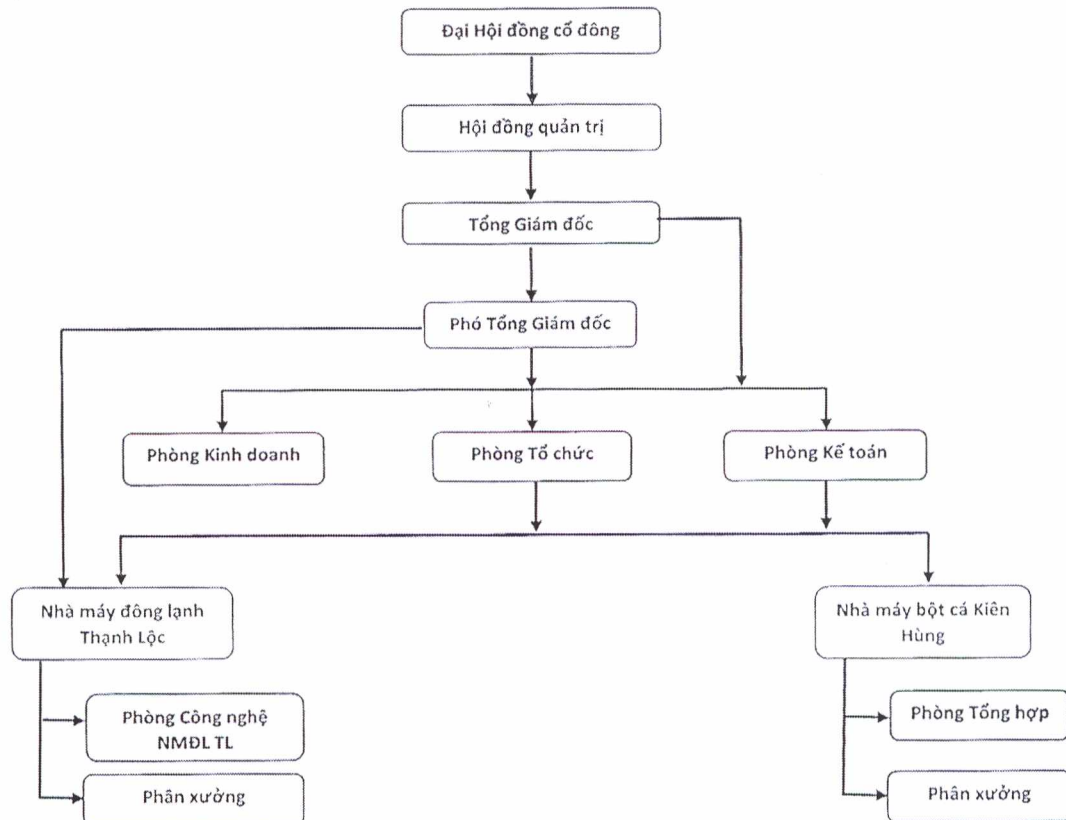 Đại Hội đồng cổ đông
Hội đồng quản trị
Tổng Giám đốc
Phó Tổng Giám đốc
Phòng Kinh doanh
Phòng Tổ chức
Phòng Kế toán
Nhà máy đông lạnh
Thạnh Lộc
Nhà máy bột cá Kiên
Hùng
Phòng Công nghệ
NMĐL TL
Phòng Tổng hợp
Phân xưởng
Phân xưởng